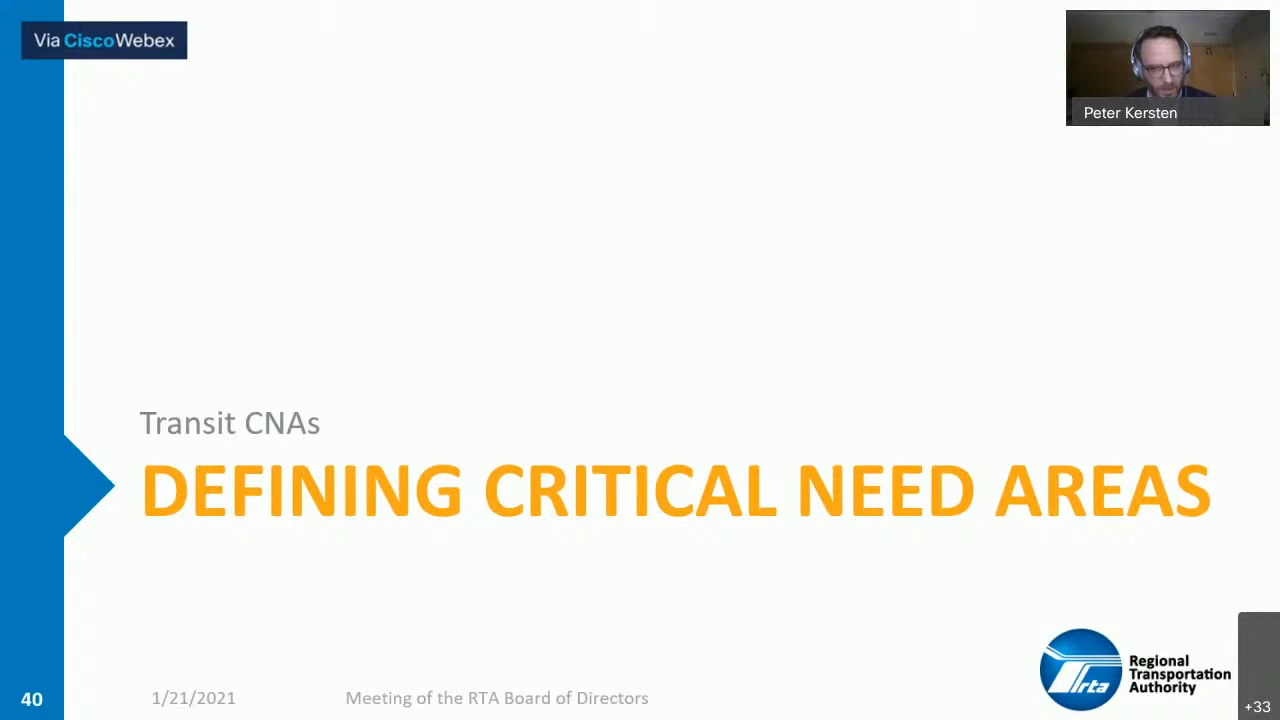 Via CiscoWebex
Peter Kersten
Transit CNAs
DEFINING CRITICAL NEED AREAS
rta
Regional
Transportation
Authority
40
1/21/2021
Meeting of the RTA Board of Directors
+33